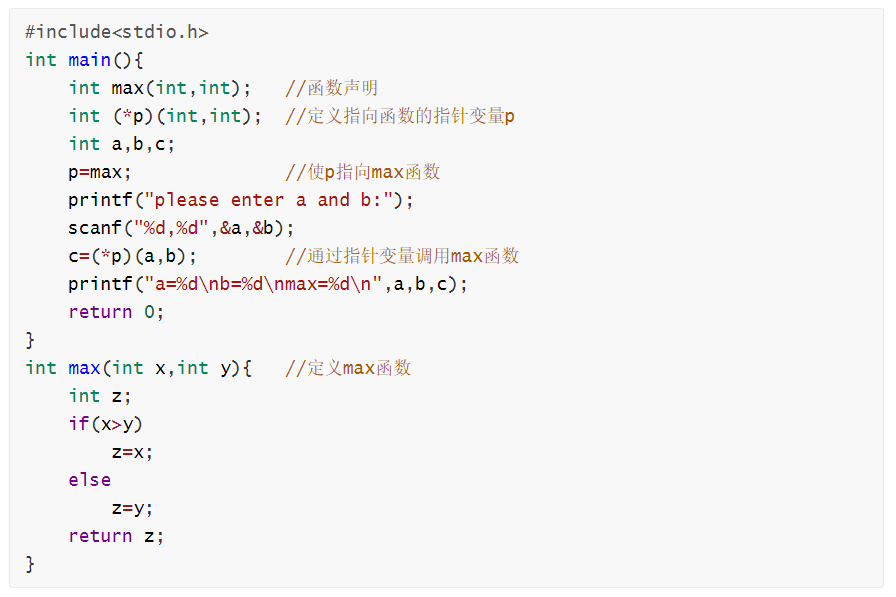 #include<stdio.h>
int main(){
    int max(int,int);   //函数声明
    int (*p)(int,int);  //定义指向函数的指针变量p
    int a,b,c;
    p=max;              //使p指向max函数
    printf("please enter a and b:");
    scanf("%d,%d",&a,&b);
    c=(*p)(a,b);        //通过指针变量调用max函数
    printf("a=%d\nb=%d\nmax=%d\n",a,b,c);
    return 0;
}
int max(int x,int y){   //定义max函数
    int z;
    if(x>y)
        z=x;
    else
        z=y;
    return z;
}